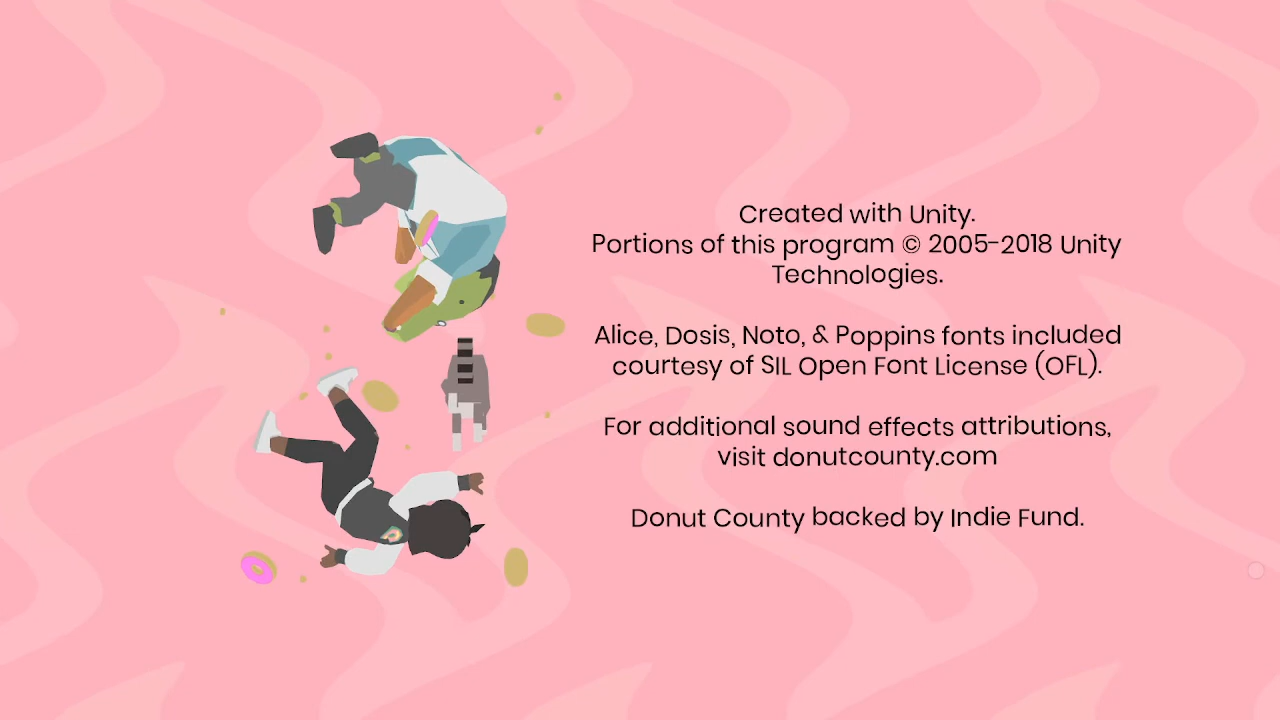 Created with Unity.
Portions of this program © 2005-2018 Unity
Technologies.
Alice, Dosis, Noto, & Poppins fonts included
courtesy of SIL Open Font License (OFL).
For additional sound effects attributions,
visit donutcounty.com
Donut County backed by Indie Fund.